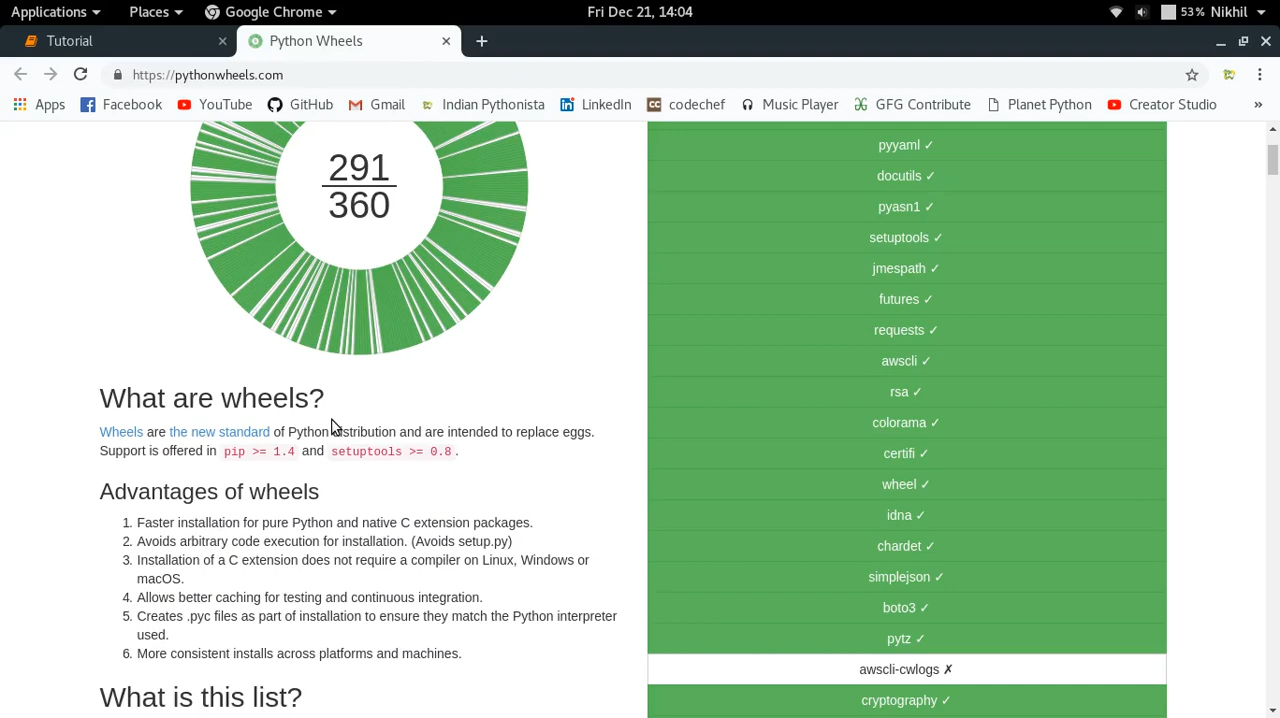 Applications Places Google Chrome Fri Dec 21, 14:04 53% Nikhil
Tutorial Python Wheels
https://pythonwheels.com
Apps Facebook YouTube GitHub Gmail Indian Pythonista LinkedIn CC codechef Music Player GFG Contribute Planet Python Creator Studio »
291
360
What are wheels?
Wheels are the new standard of Python distribution and are intended to replace eggs.
Support is offered in pip >= 1.4 and setuptools >= 0.8.
Advantages of wheels
1. Faster installation for pure Python and native C extension packages.
2. Avoids arbitrary code execution for installation. (Avoids setup.py)
3. Installation of a C extension does not require a compiler on Linux, Windows or
macOS.
4. Allows better caching for testing and continuous integration.
5. Creates .pyc files as part of installation to ensure they match the Python interpreter
used.
6. More consistent installs across platforms and machines.
What is this list?
pyyaml ✓
docutils ✓
pyasn1 ✓
setuptools ✓
jmespath ✓
futures ✓
requests ✓
awscli ✓
rsa ✓
colorama ✓
certifi ✓
wheel ✓
idna ✓
chardet ✓
simplejson ✓
boto3 ✓
pytz ✓
awscli-cwlogs ✗
cryptography ✓